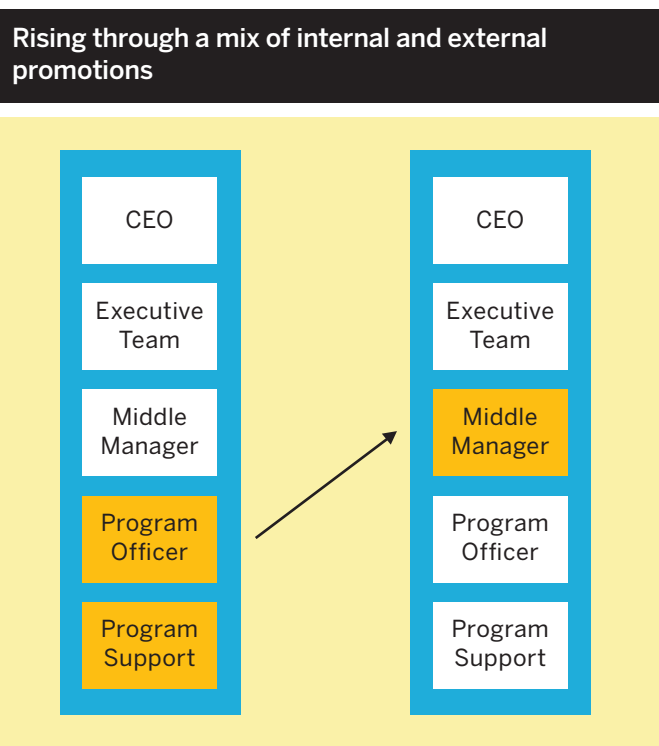 Rising through a mix of internal and external
promotions
CEO
Executive
Team
Middle
Manager
Program
Officer
Program
Support
CEO
Executive
Team
Middle
Manager
Program
Officer
Program
Support